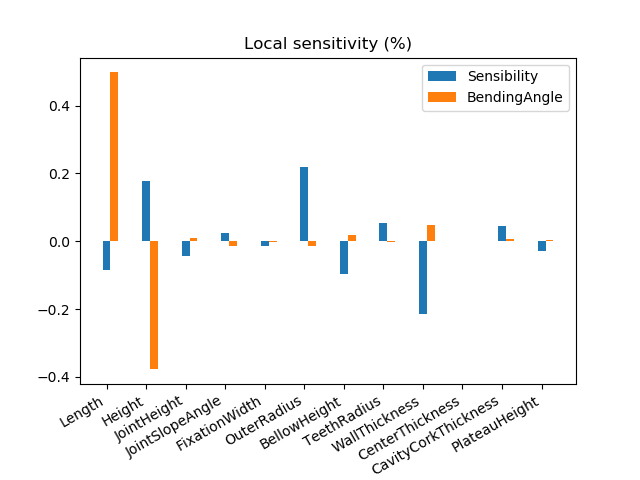 Local sensitivity (%)
Sensibility
BendingAngle
0.4
0.2
0.0
−0.2
−0.4
Length
Height
JointHeight
JointSlopeAngle
FixationWidth
OuterRadius
BellowHeight
TeethRadius
WallThickness
CenterThickness
CavityCorkThickness
PlateauHeight